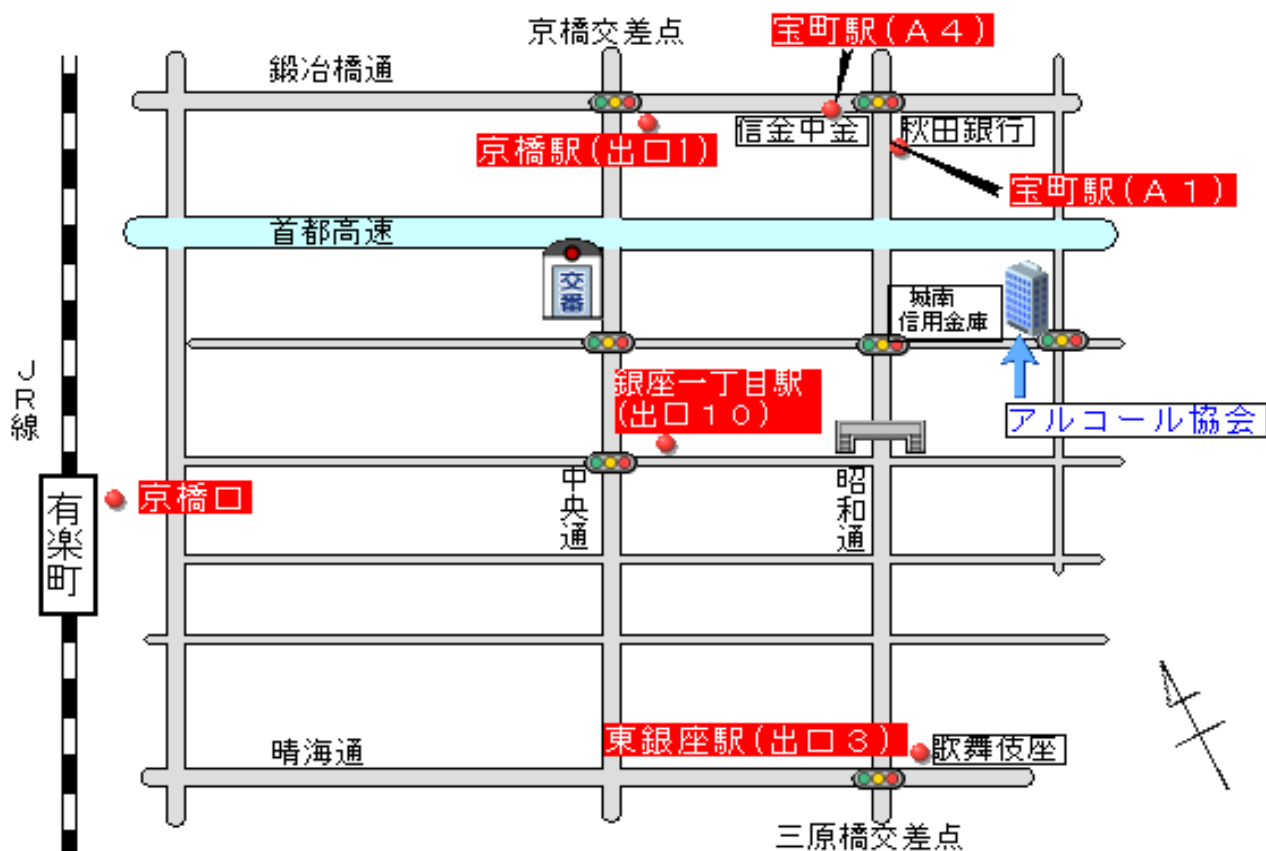 京橋交差点
宝町駅(A4)
鍛冶橋通
信金中金
秋田銀行
京橋駅(出口1)
宝町駅(A1)
首都高速
交番
城南
信用金庫
JR線
銀座一丁目駅
(出口10)
アルコール協会
有楽町
京橋口
中央通
昭和通
東銀座駅(出口3)
歌舞伎座
晴海通
三原橋交差点